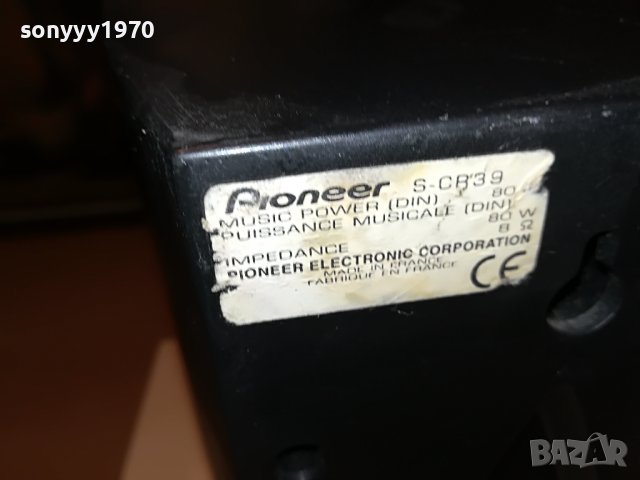 sonyyy1970
Pioneer S-CR39
MUSIC POWER (DIN) 80 W
PUISSANCE MUSICALE (DIN) 80 W
IMPEDANCE 8 Ω
PIONEER ELECTRONIC CORPORATION
MADE IN FRANCE
FABRIQUE EN FRANCE
CE
BAZAR